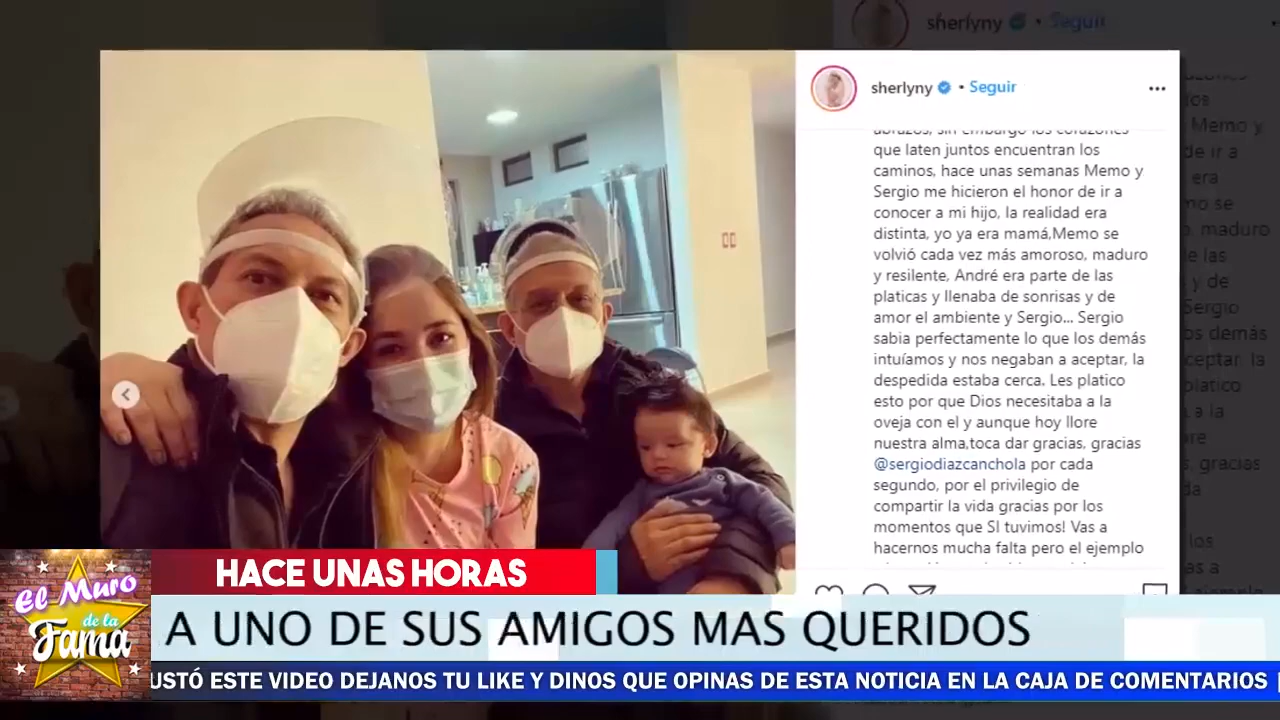 sherlyny • Seguir
sherlyny • Seguir
abrazos, sin embargo los corazones
que laten juntos encuentran los
caminos, hace unas semanas Memo y
Sergio me hicieron el honor de ir a
conocer a mi hijo, la realidad era
distinta, yo ya era mamá,Memo se
volvió cada vez más amoroso, maduro
y resilente, André era parte de las
platicas y llenaba de sonrisas y de
amor el ambiente y Sergio... Sergio
sabia perfectamente lo que los demás
intuíamos y nos negaban a aceptar, la
despedida estaba cerca. Les platico
esto por que Dios necesitaba a la
oveja con el y aunque hoy llore
nuestra alma,toca dar gracias, gracias
@sergiodiazcanchola por cada
segundo, por el privilegio de
compartir la vida gracias por los
momentos que SI tuvimos! Vas a
hacernos mucha falta pero el ejemplo
El Muro
de la
Fama
HACE UNAS HORAS
A UNO DE SUS AMIGOS MAS QUERIDOS
USTÓ ESTE VIDEO DEJANOS TU LIKE Y DINOS QUE OPINAS DE ESTA NOTICIA EN LA CAJA DE COMENTARIOS